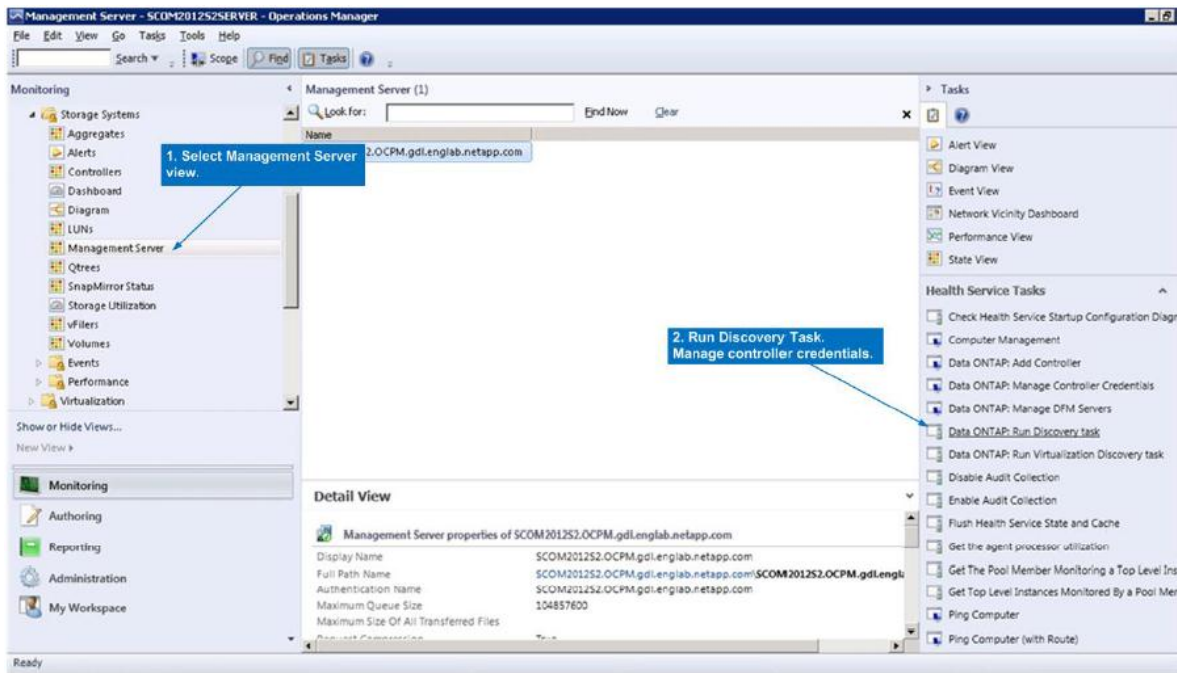 Management Server - SCOM2012S2SERVER - Operations Manager
File Edit View Go Tasks Tools Help
Search Scope Find Tasks
Monitoring
Storage Systems
Aggregates
Alerts
Controllers
Dashboard
Diagram
LUNs
Management Server
Qtrees
SnapMirror Status
Storage Utilization
vFilers
Volumes
Events
Performance
Virtualization
Show or Hide Views...
New View
Monitoring
Authoring
Reporting
Administration
My Workspace
Ready
1. Select Management Server
view.
Management Server (1)
Look for: Find Now Clear
Name
2.OCPM.gdl.englab.netapp.com
2. Run Discovery Task.
Manage controller credentials.
Detail View
Management Server properties of SCOM2012S2.OCPM.gdl.englab.netapp.com
Display Name SCOM2012S2.OCPM.gdl.englab.netapp.com
Full Path Name SCOM2012S2.OCPM.gdl.englab.netapp.com\SCOM2012S2.OCPM.gdl.engla
Authentication Name SCOM2012S2.OCPM.gdl.englab.netapp.com
Maximum Queue Size 104857600
Maximum Size Of All Transferred Files
Request Compression True
Tasks
Alert View
Diagram View
Event View
Network Vicinity Dashboard
Performance View
State View
Health Service Tasks
Check Health Service Startup Configuration Diagr
Computer Management
Data ONTAP: Add Controller
Data ONTAP: Manage Controller Credentials
Data ONTAP: Manage DFM Servers
Data ONTAP: Run Discovery task
Data ONTAP: Run Virtualization Discovery task
Disable Audit Collection
Enable Audit Collection
Flush Health Service State and Cache
Get the agent processor utilization
Get The Pool Member Monitoring a Top Level Ins
Get Top Level Instances Monitored By a Pool Mer
Ping Computer
Ping Computer (with Route)